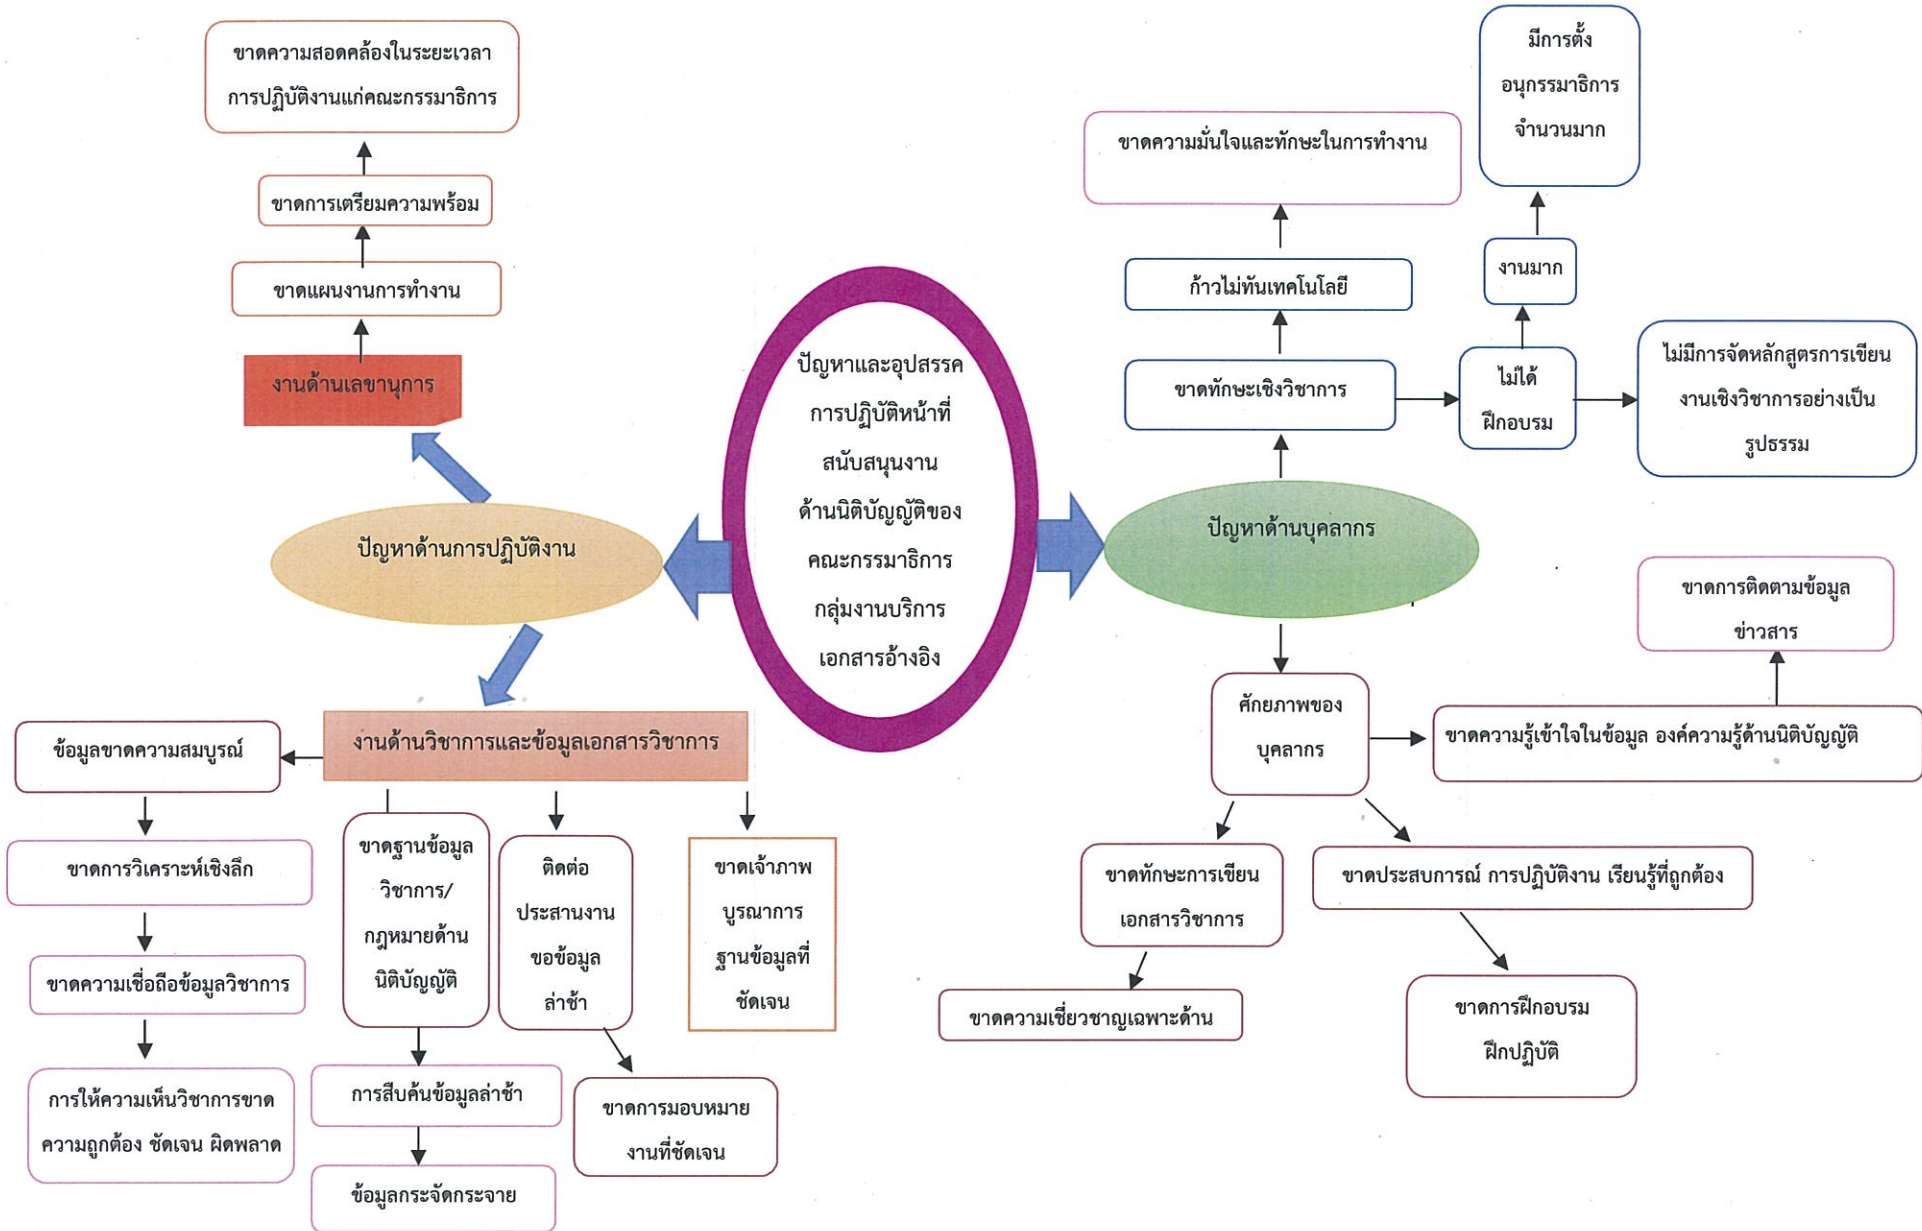 ขาดความสอดคล้องในระยะเวลา
การปฏิบัติงานแก่คณะกรรมาธิการ
ขาดการเตรียมความพร้อม
ขาดแผนงานการทำงาน
งานด้านเลขานุการ
ปัญหาด้านการปฏิบัติงาน
งานด้านวิชาการและข้อมูลเอกสารวิชาการ
ข้อมูลขาดความสมบูรณ์
ขาดการวิเคราะห์เชิงลึก
ขาดความเชื่อถือข้อมูลวิชาการ
การให้ความเห็นวิชาการขาด
ความถูกต้อง ชัดเจน ผิดพลาด
ขาดฐานข้อมูล
วิชาการ/
กฎหมายด้าน
นิติบัญญัติ
การสืบค้นข้อมูลล่าช้า
ข้อมูลกระจัดกระจาย
ติดต่อ
ประสานงาน
ขอข้อมูล
ล่าช้า
ขาดการมอบหมาย
งานที่ชัดเจน
ขาดเจ้าภาพ
บูรณาการ
ฐานข้อมูลที่
ชัดเจน
ปัญหาและอุปสรรค
การปฏิบัติหน้าที่
สนับสนุนงาน
ด้านนิติบัญญัติของ
คณะกรรมาธิการ
กลุ่มงานบริการ
เอกสารอ้างอิง
ขาดความมั่นใจและทักษะในการทำงาน
ก้าวไม่ทันเทคโนโลยี
ขาดทักษะเชิงวิชาการ
มีการตั้ง
อนุกรรมาธิการ
จำนวนมาก
งานมาก
ไม่ได้
ฝึกอบรม
ไม่มีการจัดหลักสูตรการเขียน
งานเชิงวิชาการอย่างเป็น
รูปธรรม
ปัญหาด้านบุคลากร
ศักยภาพของ
บุคลากร
ขาดการติดตามข้อมูล
ข่าวสาร
ขาดความรู้เข้าใจในข้อมูล องค์ความรู้ด้านนิติบัญญัติ
ขาดทักษะการเขียน
เอกสารวิชาการ
ขาดความเชี่ยวชาญเฉพาะด้าน
ขาดประสบการณ์ การปฏิบัติงาน เรียนรู้ที่ถูกต้อง
ขาดการฝึกอบรม
ฝึกปฏิบัติ